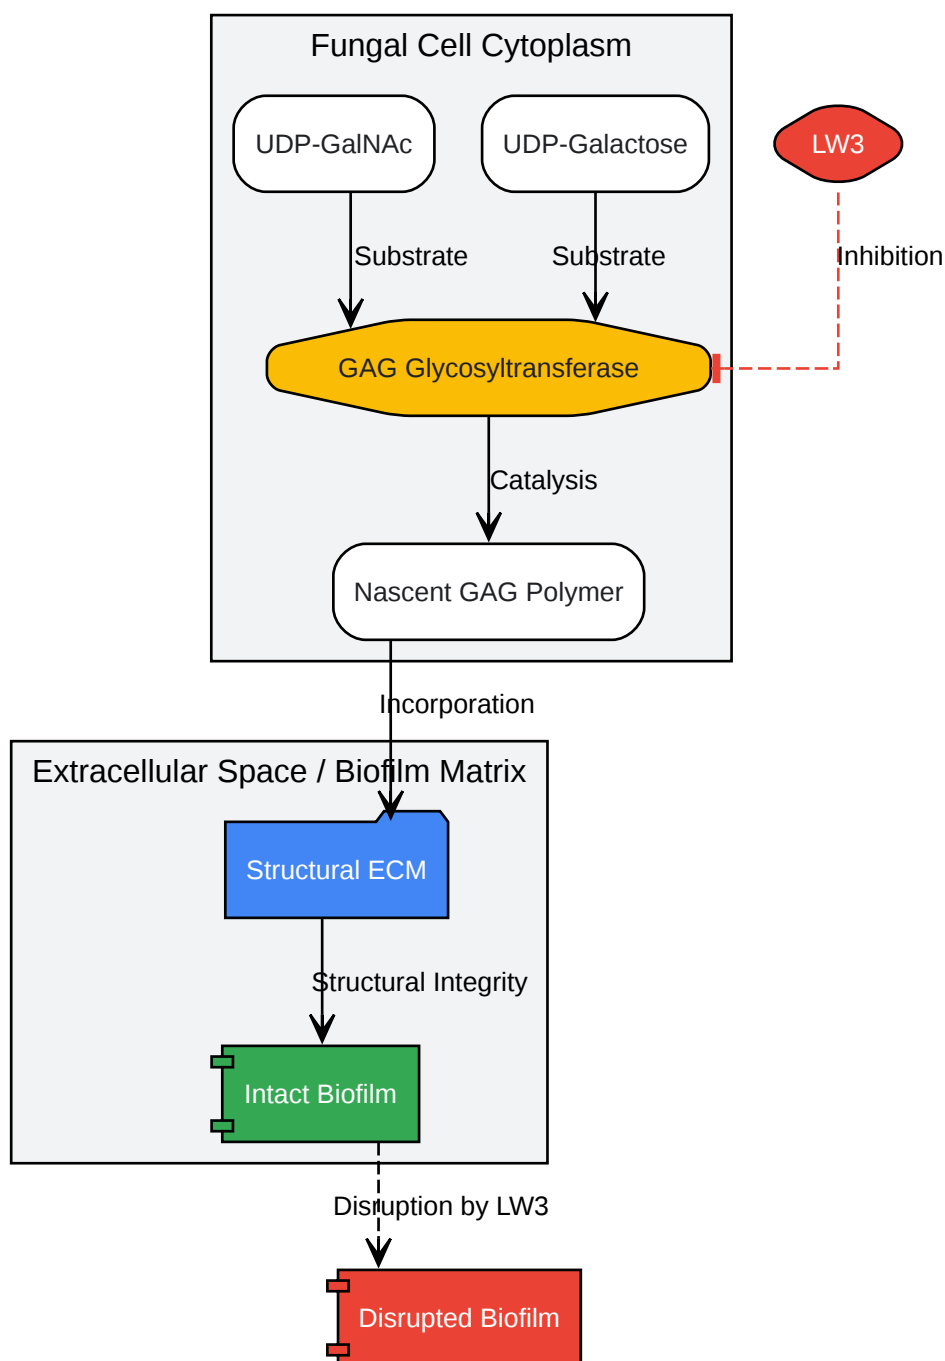 Fungal Cell Cytoplasm
UDP-GalNAc
UDP-Galactose
LW3
Substrate
Substrate
Inhibition
GAG Glycosyltransferase
Catalysis
Nascent GAG Polymer
Incorporation
Extracellular Space / Biofilm Matrix
Structural ECM
Structural Integrity
Intact Biofilm
Disruption by LW3
Disrupted Biofilm